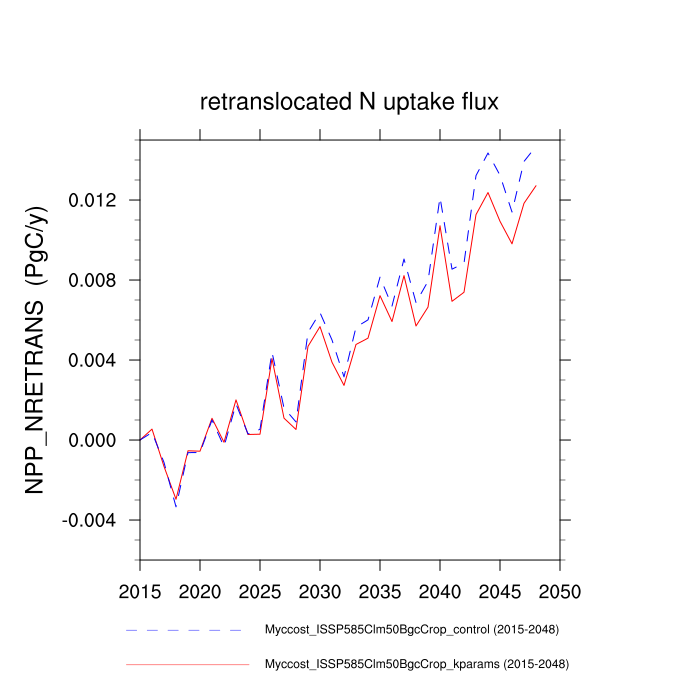 retranslocated N uptake flux
NPP_NRETRANS (PgC/y)
0.012
0.008
0.004
0.000
-0.004
2015 2020 2025 2030 2035 2040 2045 2050
Myccost_ISSP585Clm50BgcCrop_control (2015-2048)
Myccost_ISSP585Clm50BgcCrop_kparams (2015-2048)